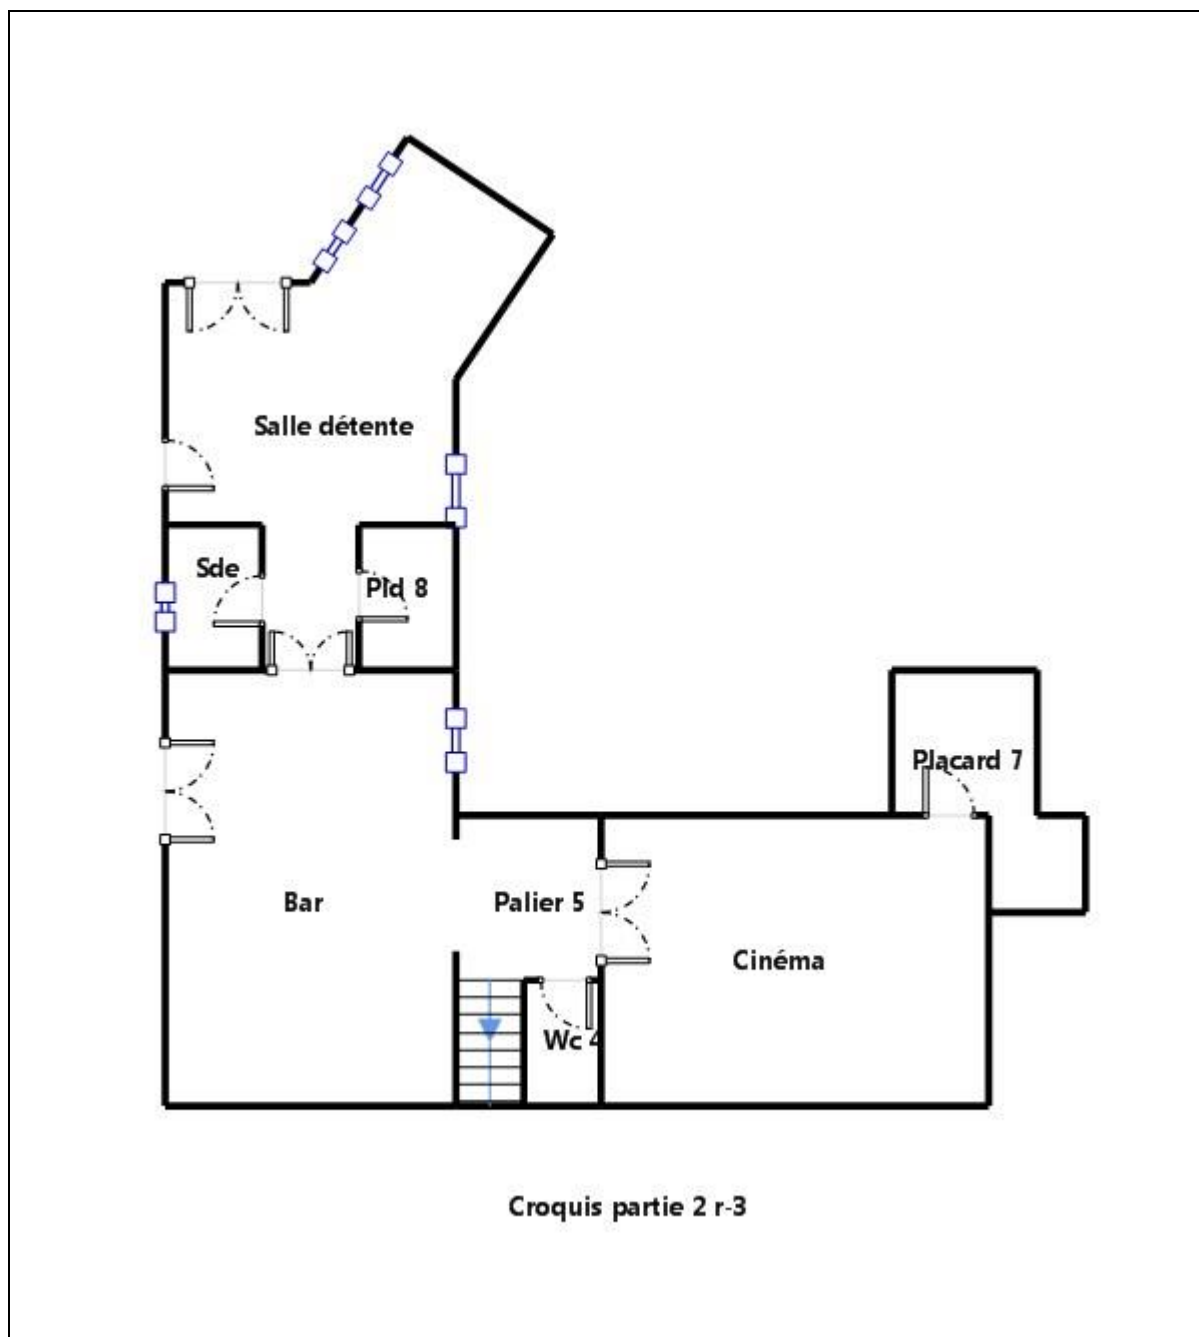 Salle détente
Sde
Pld 8
Placard 7
Bar
Palier 5
Cinéma
Wc 4
Croquis partie 2 r-3